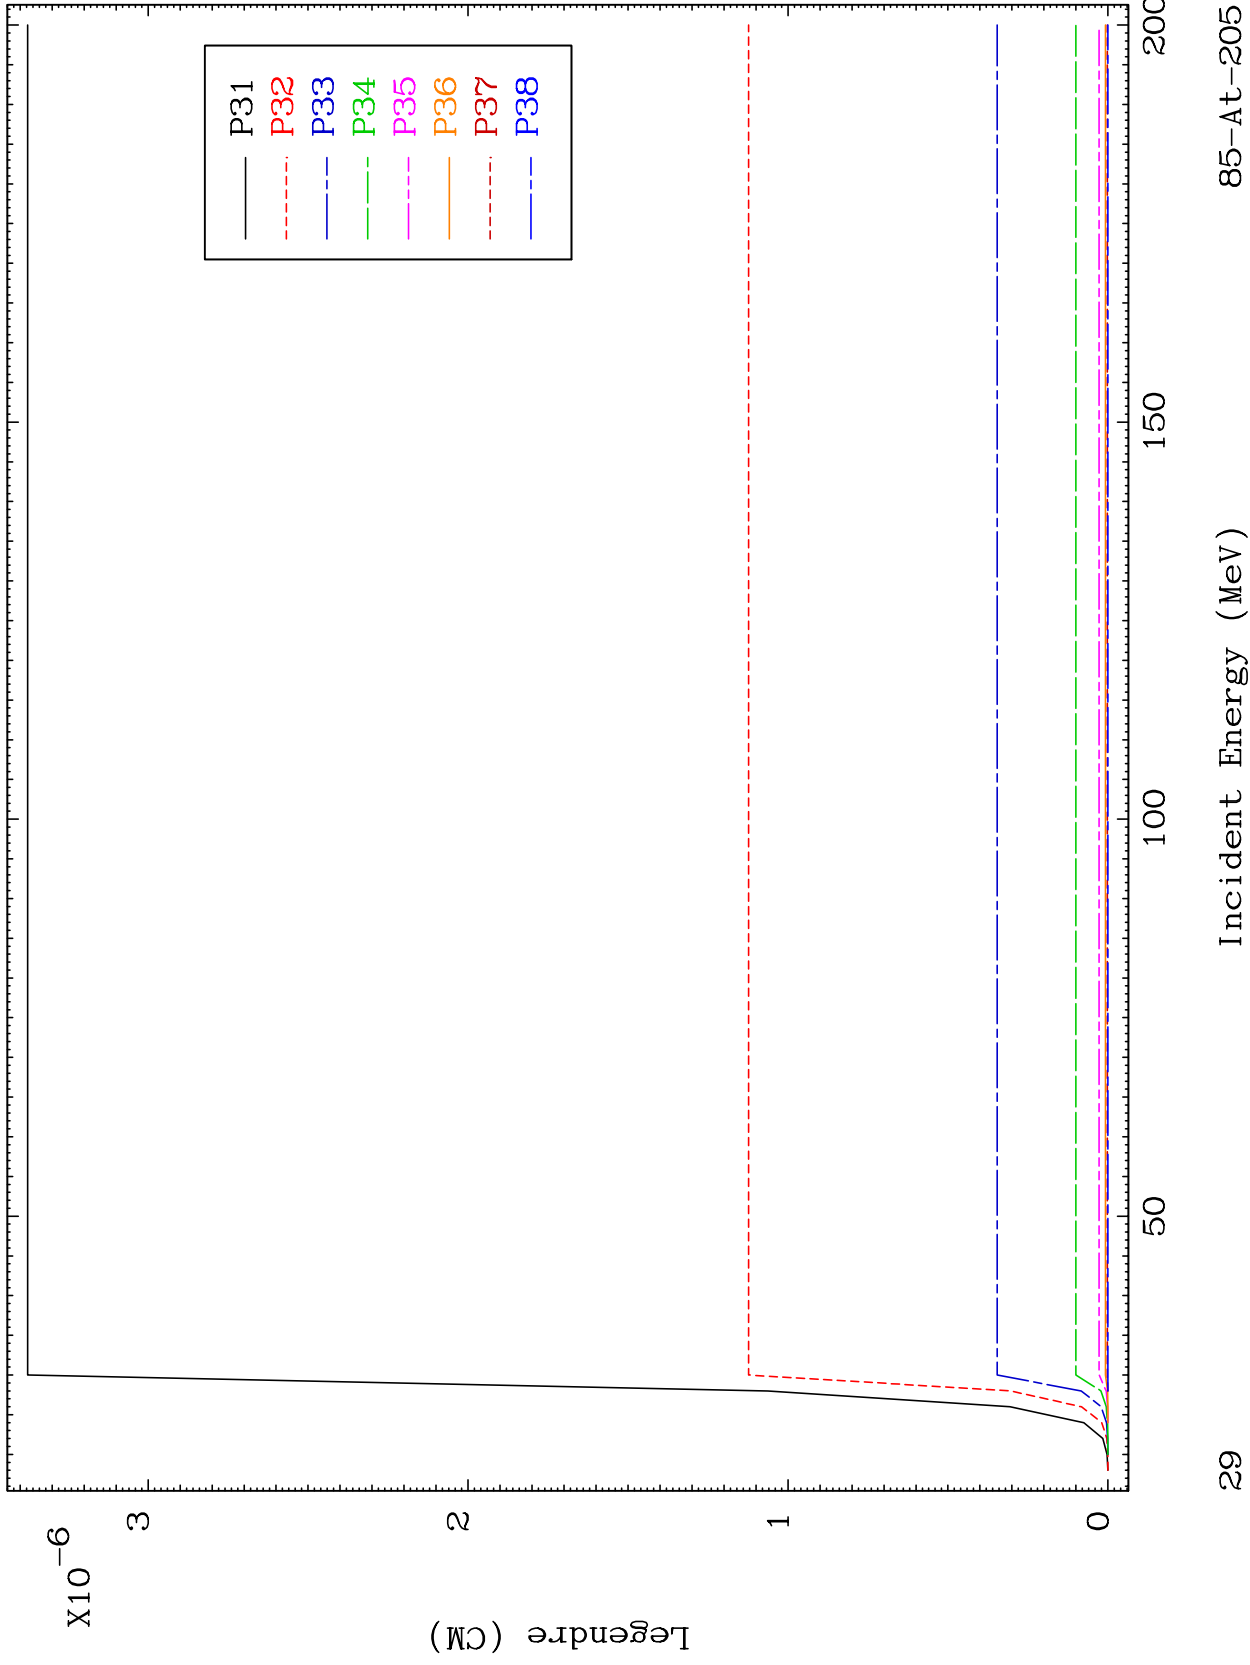 X10-6
3
2
1
0
Legendre (CM)
P31
P32
P33
P34
P35
P36
P37
P38
50
100
150
200
Incident Energy (MeV)
29
85-At-205